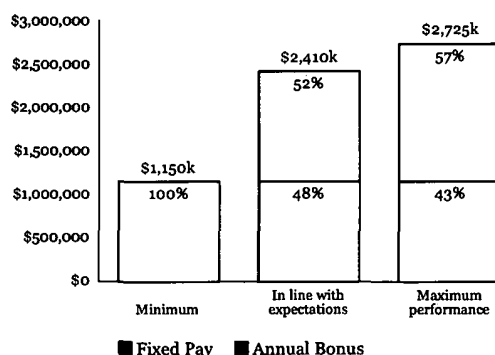 $3,000,000
$2,500,000
$2,000,000
$1,500,000
$1,000,000
$500,000
$0
$1,150k
100%
$2,410k
52%
48%
$2,725k
57%
43%
Minimum
In line with
expectations
Maximum
performance
Fixed Pay
Annual Bonus